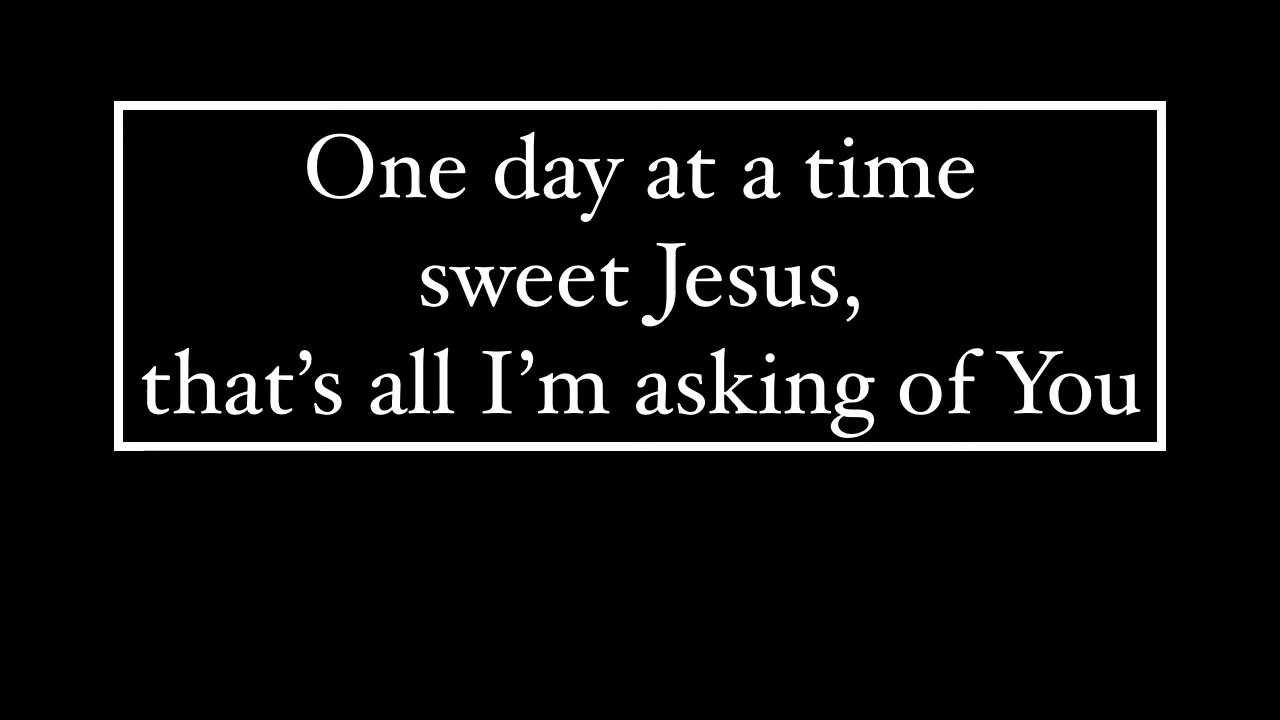 One day at a time
sweet Jesus,
that’s all I’m asking of You